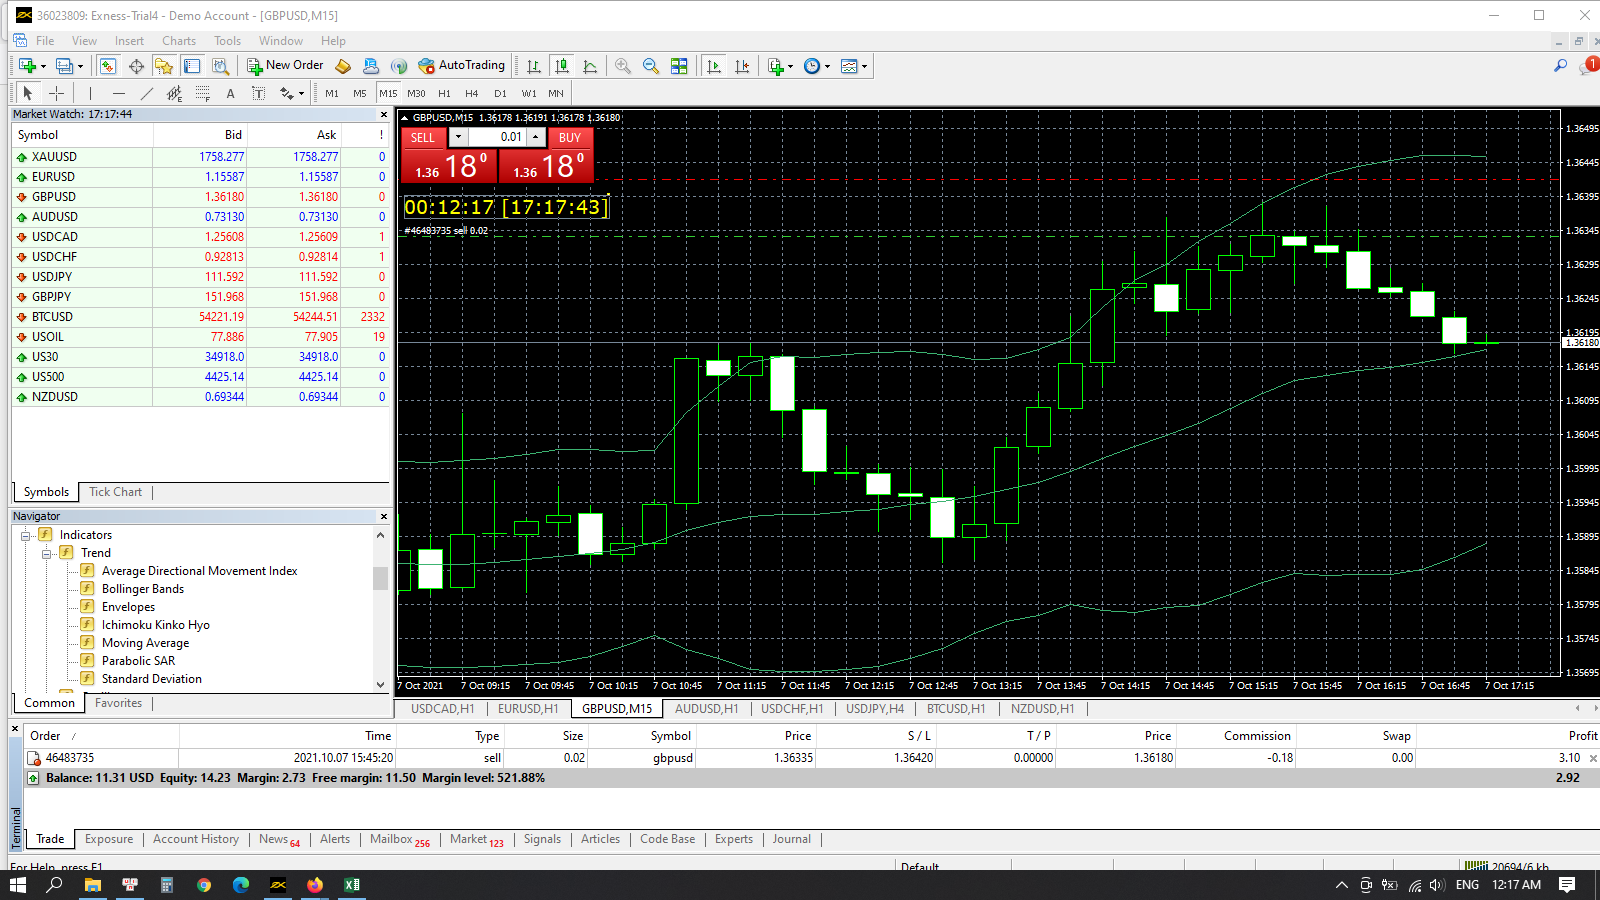 36023809: Exness-Trial4 - Demo Account - [GBPUSD,M15]
File View Insert Charts Tools Window Help
New Order AutoTrading 1
A T M1 M5 M15 M30 H1 H4 D1 W1 MN
Market Watch: 17:17:44
Symbol Bid Ask !
XAUUSD 1758.277 1758.277 0
EURUSD 1.15587 1.15587 0
GBPUSD 1.36180 1.36180 0
AUDUSD 0.73130 0.73130 0
USDCAD 1.25608 1.25609 1
USDCHF 0.92813 0.92814 1
USDJPY 111.592 111.592 0
GBPJPY 151.968 151.968 0
BTCUSD 54221.19 54244.51 2332
USOIL 77.886 77.905 19
US30 34918.0 34918.0 0
US500 4425.14 4425.14 0
NZDUSD 0.69344 0.69344 0
Symbols Tick Chart
Navigator
Indicators
Trend
Average Directional Movement Index
Bollinger Bands
Envelopes
Ichimoku Kinko Hyo
Moving Average
Parabolic SAR
Standard Deviation
Common Favorites
GBPUSD,M15 1.36178 1.36191 1.36178 1.36180
SELL 0.01 BUY
1.36 18 0 1.36 18 0
00:12:17 [17:17:43]
#46483735 sell 0.02
1.36495
1.36445
1.36395
1.36345
1.36295
1.36245
1.36195
1.36180
1.36145
1.36095
1.36045
1.35995
1.35945
1.35895
1.35845
1.35795
1.35745
1.35695
7 Oct 2021 7 Oct 09:15 7 Oct 09:45 7 Oct 10:15 7 Oct 10:45 7 Oct 11:15 7 Oct 11:45 7 Oct 12:15 7 Oct 12:45 7 Oct 13:15 7 Oct 13:45 7 Oct 14:15 7 Oct 14:45 7 Oct 15:15 7 Oct 15:45 7 Oct 16:15 7 Oct 16:45 7 Oct 17:15
USDCAD,H1 EURUSD,H1 GBPUSD,M15 AUDUSD,H1 USDCHF,H1 USDJPY,H4 BTCUSD,H1 NZDUSD,H1
Order / Time Type Size Symbol Price S / L T / P Price Commission Swap Profit
46483735 2021.10.07 15:45:20 sell 0.02 gbpusd 1.36335 1.36420 0.00000 1.36180 -0.18 0.00 3.10
Balance: 11.31 USD Equity: 14.23 Margin: 2.73 Free margin: 11.50 Margin level: 521.88% 2.92
Terminal
Trade Exposure Account History News 64 Alerts Mailbox 256 Market 123 Signals Articles Code Base Experts Journal
For Help, press F1 Default 20694/6 kb
ENG 12:17 AM